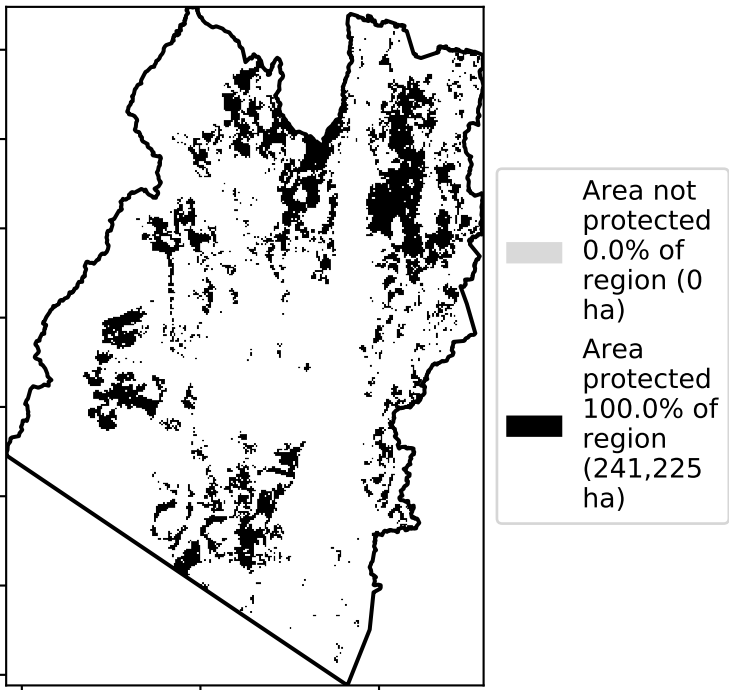 Area not
protected
0.0% of
region (0
ha)
Area
protected
100.0% of
region
(241,225
ha)